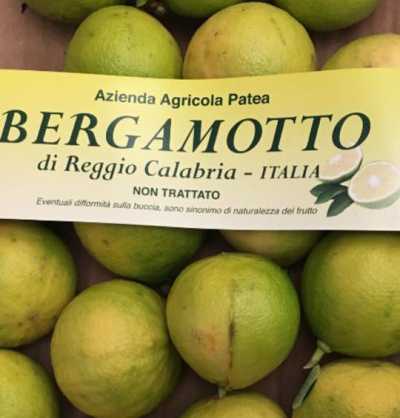 Azienda Agricola Patea
BERGAMOTTO
di Reggio Calabria - ITALIA
NON TRATTATO
Eventuali difformità sulla buccia, sono sinonimo di naturalezza del frutto